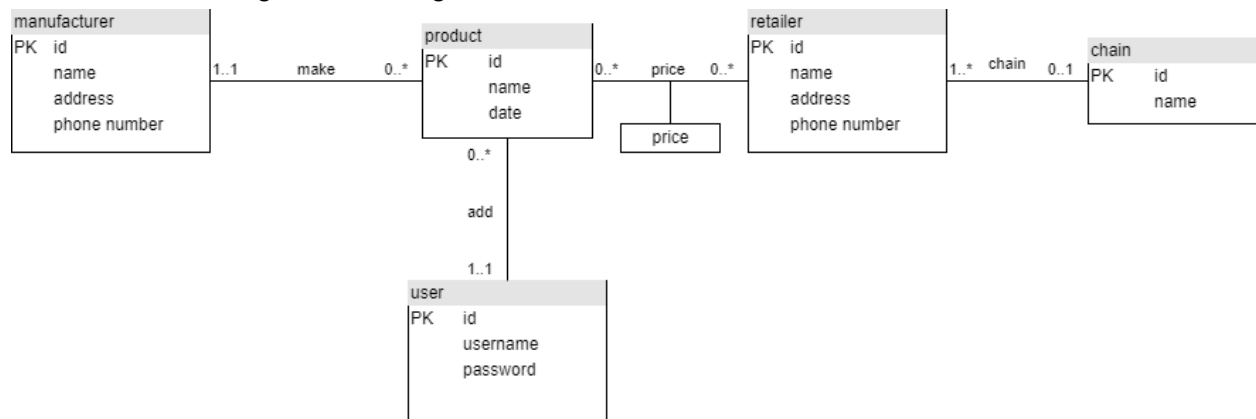 manufacturer
PK id
name
address
phone number
1..1 make 0..*
product
PK id
name
date
0..* price 0..*
price
retailer
PK id
name
address
phone number
1..* chain 0..1
chain
PK id
name
0..*
add
1..1
user
PK id
username
password